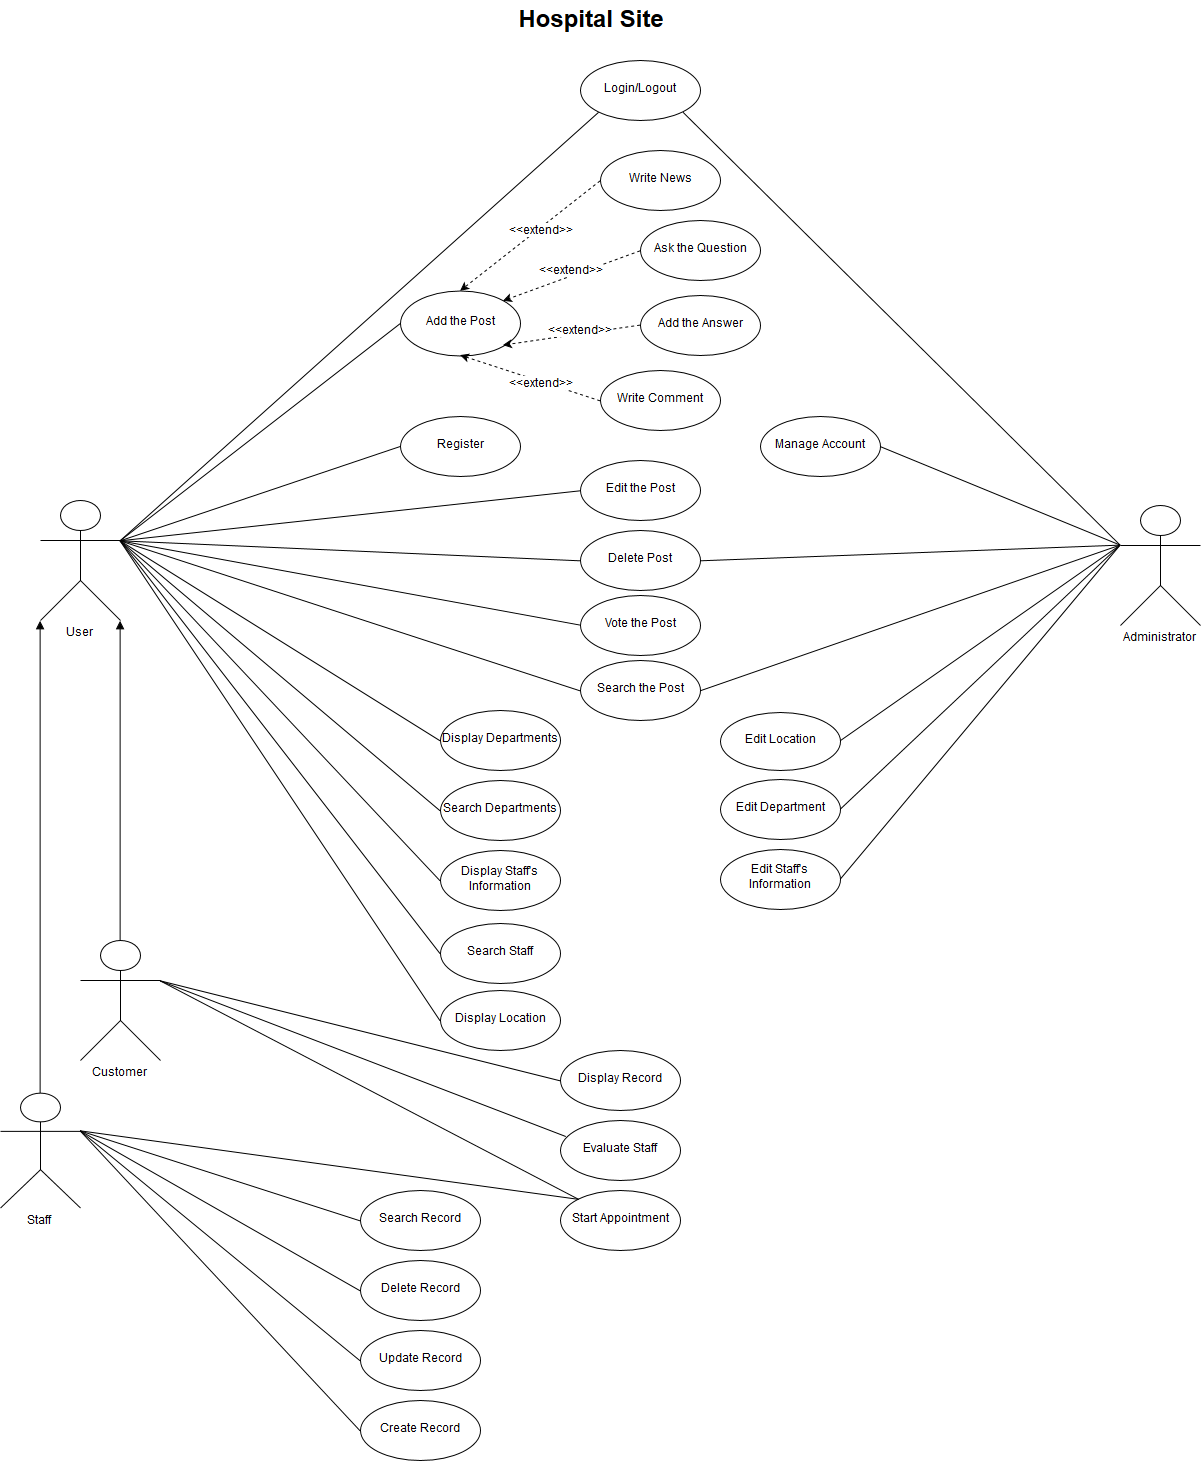 Hospital Site
Login/Logout
Write News
<<extend>>
Ask the Question
<<extend>>
Add the Post
Add the Answer
<<extend>>
<<extend>>
Write Comment
Register
Manage Account
Edit the Post
Delete Post
User
Vote the Post
Administrator
Search the Post
Display Departments
Edit Location
Search Departments
Edit Department
Display Staff's
Information
Edit Staff's
Information
Search Staff
Display Location
Customer
Display Record
Evaluate Staff
Staff
Search Record
Start Appointment
Delete Record
Update Record
Create Record